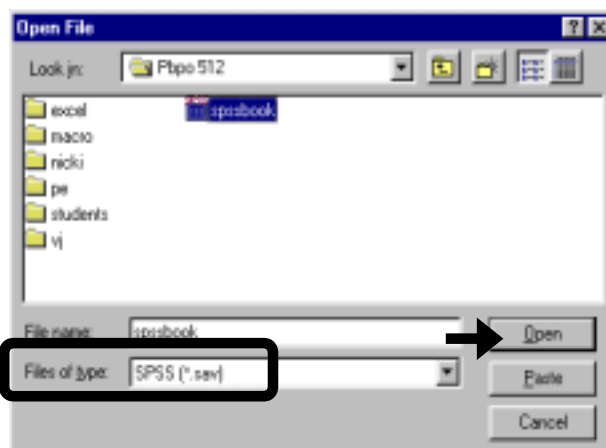 Open File
Look in: Pbpo 512
excel
macro
nicki
pe
students
vj
spssbook
File name: spssbook
Open
Files of type: SPSS (*.sav)
Paste
Cancel